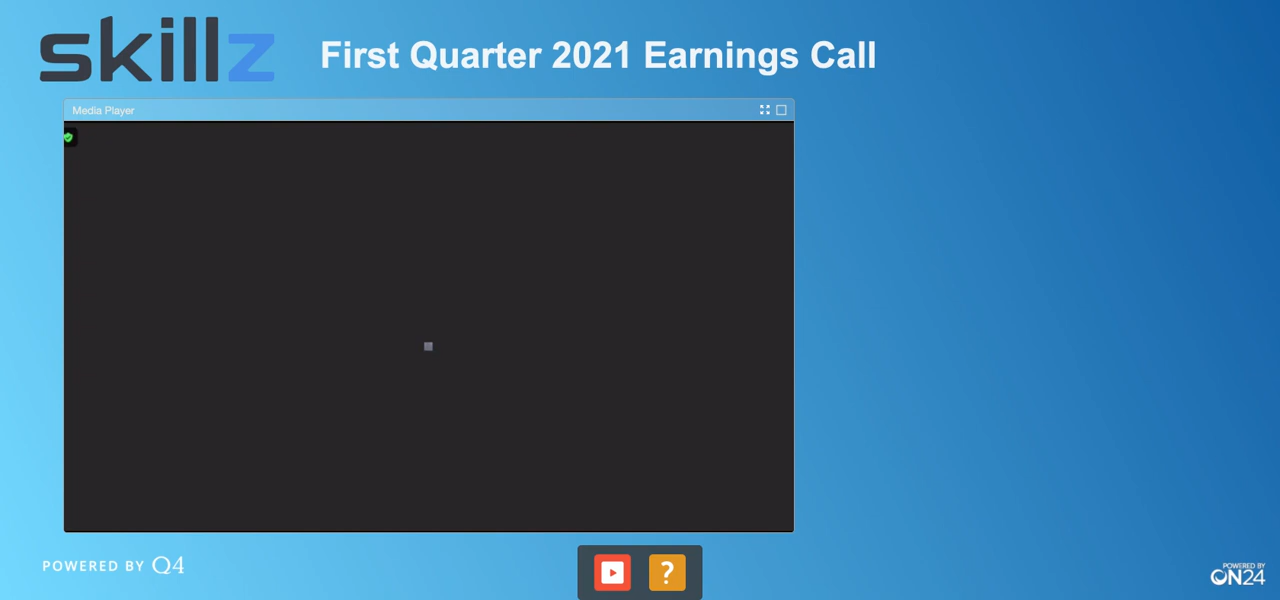 skillz
First Quarter 2021 Earnings Call
Media Player
?
POWERED BY Q4
POWERED BY
ON24